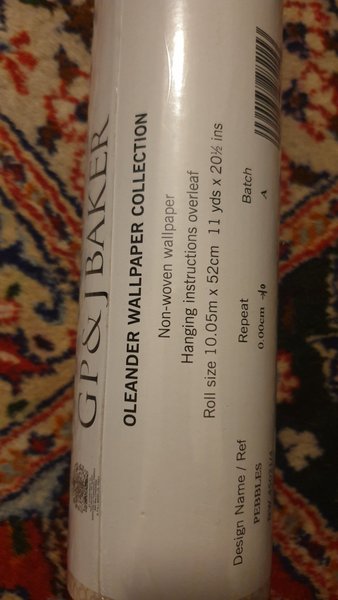 GP & J BAKER
OLEANDER WALLPAPER COLLECTION
Non-woven wallpaper
Hanging instructions overleaf
Roll size 10.05m x 52cm 11 yds x 20½ ins
Design Name / Ref Repeat Batch
PEBBLES 0.00cm A